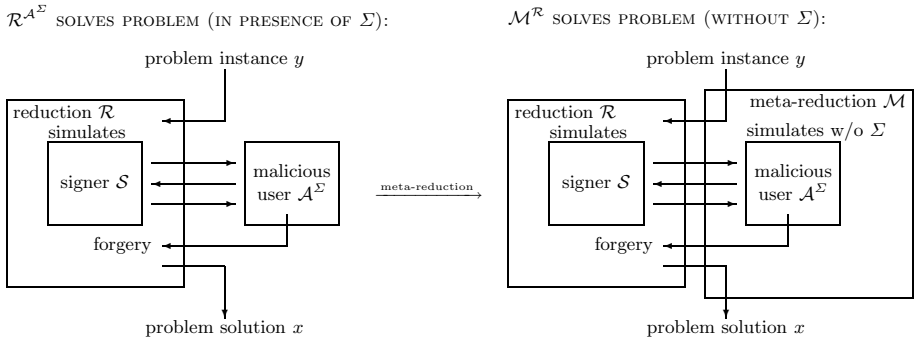 ℛ^𝒜^Σ SOLVES PROBLEM (IN PRESENCE OF Σ):
problem instance y
reduction ℛ
simulates
signer 𝒮
malicious
user 𝒜^Σ
forgery
problem solution x
meta-reduction
ℳ^ℛ SOLVES PROBLEM (WITHOUT Σ):
problem instance y
meta-reduction ℳ
reduction ℛ
simulates
simulates w/o Σ
signer 𝒮
malicious
user 𝒜^Σ
forgery
problem solution x